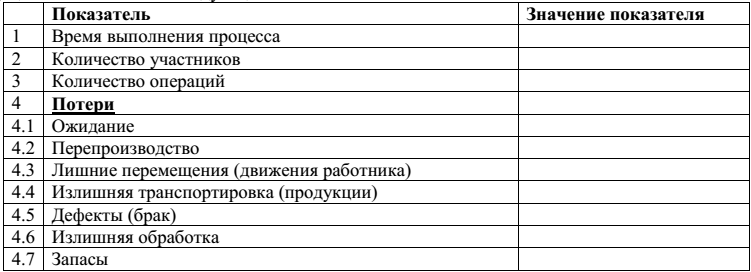 Показатель Значение показателя
1 Время выполнения процесса
2 Количество участников
3 Количество операций
4 Потери
4.1 Ожидание
4.2 Перепроизводство
4.3 Лишние перемещения (движения работника)
4.4 Излишняя транспортировка (продукции)
4.5 Дефекты (брак)
4.6 Излишняя обработка
4.7 Запасы